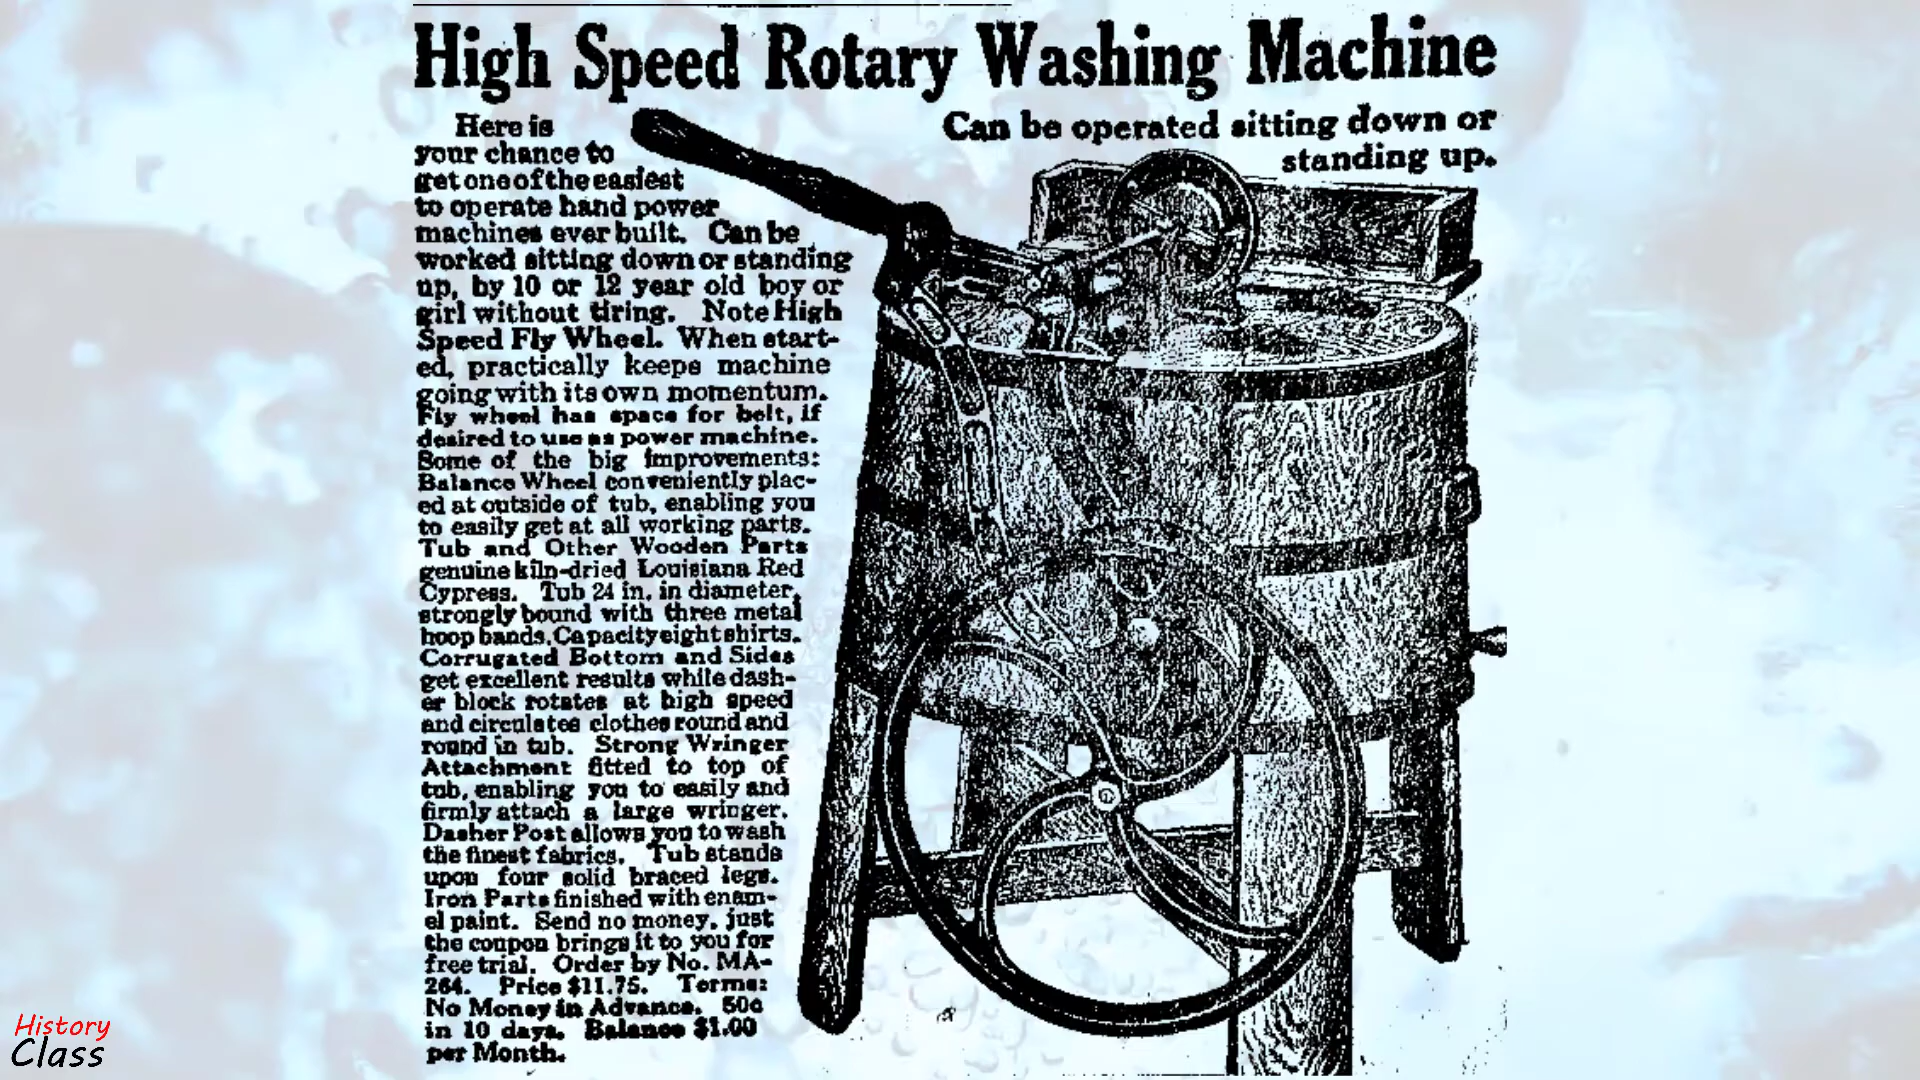 High Speed Rotary Washing Machine
Can be operated sitting down or
standing up.
Here is
your chance to
get one of the easiest
to operate hand power
machines ever built. Can be
worked sitting down or standing
up, by 10 or 12 year old boy or
girl without tiring. Note High
Speed Fly Wheel. When start-
ed, practically keeps machine
going with its own momentum.
Fly wheel has space for belt, if
desired to use as power machine.
Some of the big improvements:
Balance Wheel conveniently plac-
ed at outside of tub, enabling you
to easily get at all working parts.
Tub and Other Wooden Parts
genuine kiln-dried Louisiana Red
Cypress. Tub 24 in. in diameter,
strongly bound with three metal
hoop bands. Capacity eight shirts.
Corrugated Bottom and Sides
get excellent results while dash-
er block rotates at high speed
and circulates clothes round and
round in tub. Strong Wringer
Attachment fitted to top of
tub, enabling you to easily and
firmly attach a large wringer.
Dasher Post allows you to wash
the finest fabrics. Tub stands
upon four solid braced legs.
Iron Parts finished with enam-
el paint. Send no money, just
the coupon brings it to you for
free trial. Order by No. MA-
264. Price $11.75. Terms:
No Money in Advance. 50c
in 10 days. Balance $1.00
per Month.
History
Class